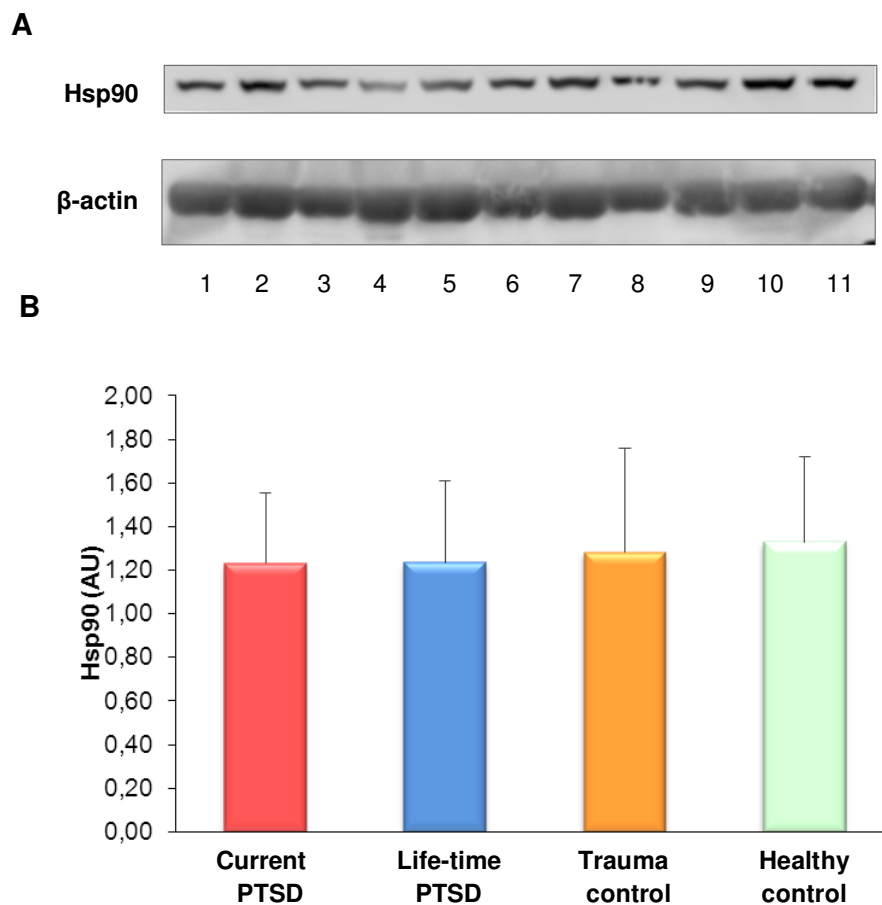 A
Hsp90
β-actin
1 2 3 4 5 6 7 8 9 10 11
B
Hsp90 (AU)
2,00
1,80
1,60
1,40
1,20
1,00
0,80
0,60
0,40
0,20
0,00
Current PTSD
Life-time PTSD
Trauma control
Healthy control